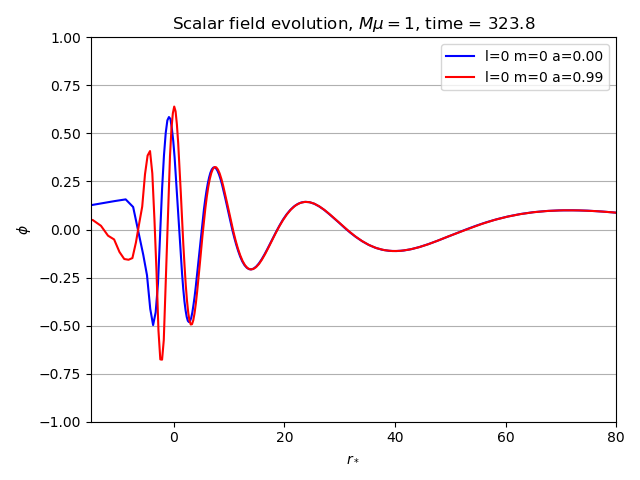 Scalar field evolution, Mμ = 1, time = 323.8
1.00
0.75
0.50
0.25
0.00
−0.25
−0.50
−0.75
−1.00
ϕ
l=0 m=0 a=0.00
l=0 m=0 a=0.99
0 20 40 60 80
r*